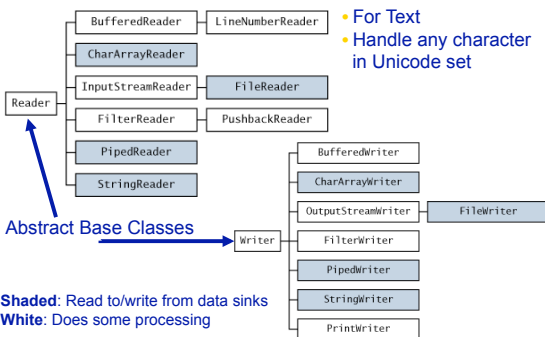 BufferedReader
LineNumberReader
CharArrayReader
InputStreamReader
FileReader
Reader
FilterReader
PushbackReader
PipedReader
StringReader
• For Text
• Handle any character
in Unicode set
Abstract Base Classes
Writer
BufferedWriter
CharArrayWriter
OutputStreamWriter
FileWriter
FilterWriter
PipedWriter
StringWriter
PrintWriter
Shaded: Read to/write from data sinks
White: Does some processing